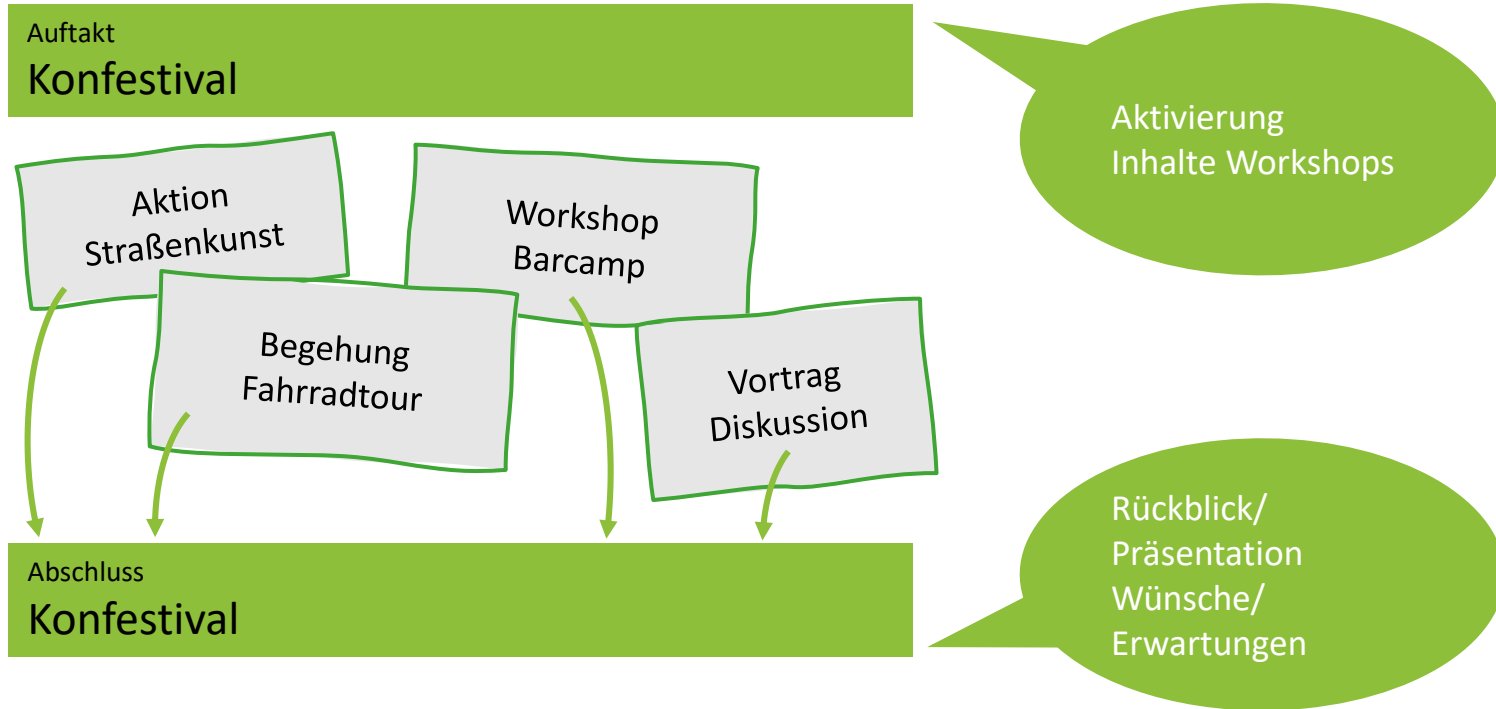 Auftakt
Konfestival
Aktivierung
Inhalte Workshops
Aktion
Straßenkunst
Workshop
Barcamp
Begehung
Fahrradtour
Vortrag
Diskussion
Abschluss
Konfestival
Rückblick/
Präsentation
Wünsche/
Erwartungen